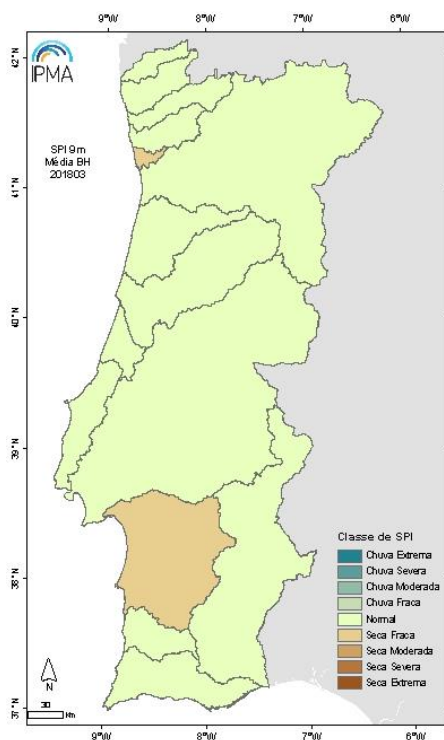 9°W 8°W 7°W 6°W
IPMA
SPI 9 m
Média BH
201803
42°N
41°N
40°N
39°N
38°N
37°N
Classe de SPI
Chuva Extrema
Chuva Severa
Chuva Moderada
Chuva Fraca
Normal
Seca Fraca
Seca Moderada
Seca Severa
Seca Extrema
N
30
Km
9°W 8°W 7°W 6°W